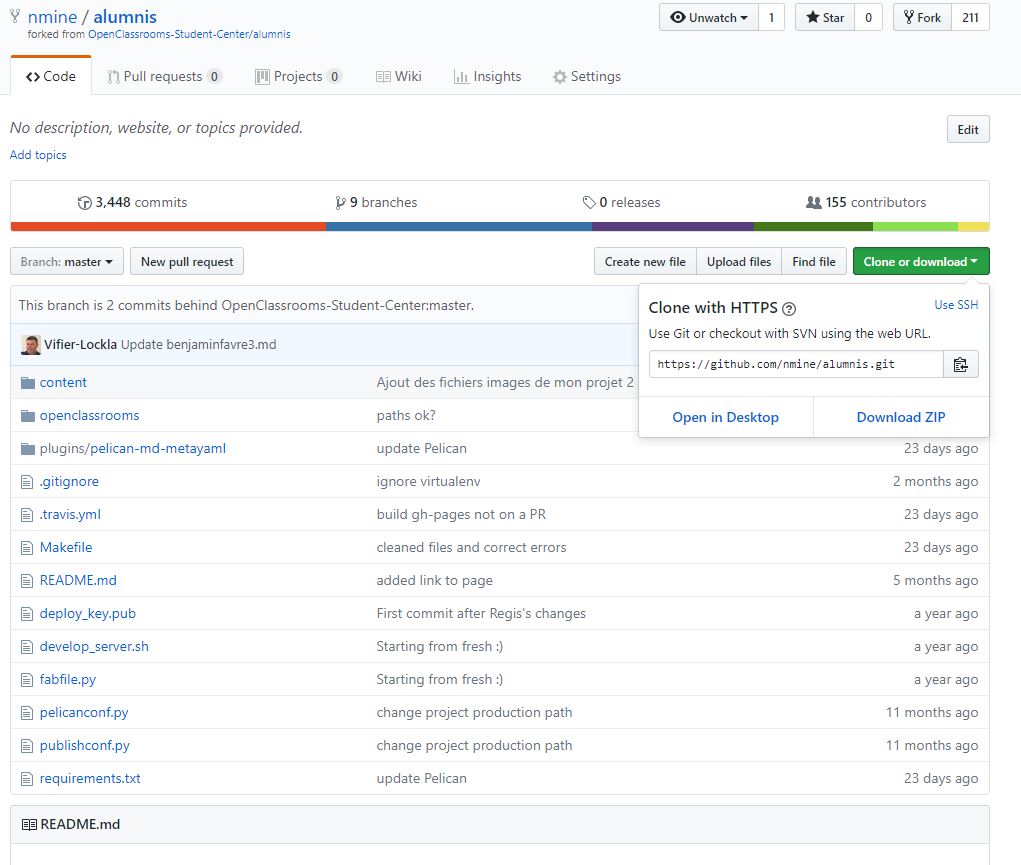 nmine / alumnis
Unwatch 1 Star 0 Fork 211
forked from OpenClassrooms-Student-Center/alumnis
Code Pull requests 0 Projects 0 Wiki Insights Settings
No description, website, or topics provided.
Edit
Add topics
3,448 commits 9 branches 0 releases 155 contributors
Branch: master New pull request Create new file Upload files Find file Clone or download
This branch is 2 commits behind OpenClassrooms-Student-Center:master.
Clone with HTTPS ? Use SSH
Use Git or checkout with SVN using the web URL.
https://github.com/nmine/alumnis.git
Open in Desktop Download ZIP
Vifier-Lockla Update benjaminfavre3.md
content Ajout des fichiers images de mon projet 2
openclassrooms paths ok?
plugins/pelican-md-metayaml update Pelican 23 days ago
.gitignore ignore virtualenv 2 months ago
.travis.yml build gh-pages not on a PR 23 days ago
Makefile cleaned files and correct errors 23 days ago
README.md added link to page 5 months ago
deploy_key.pub First commit after Regis's changes a year ago
develop_server.sh Starting from fresh :) a year ago
fabfile.py Starting from fresh :) a year ago
pelicanconf.py change project production path 11 months ago
publishconf.py change project production path 11 months ago
requirements.txt update Pelican 23 days ago
README.md